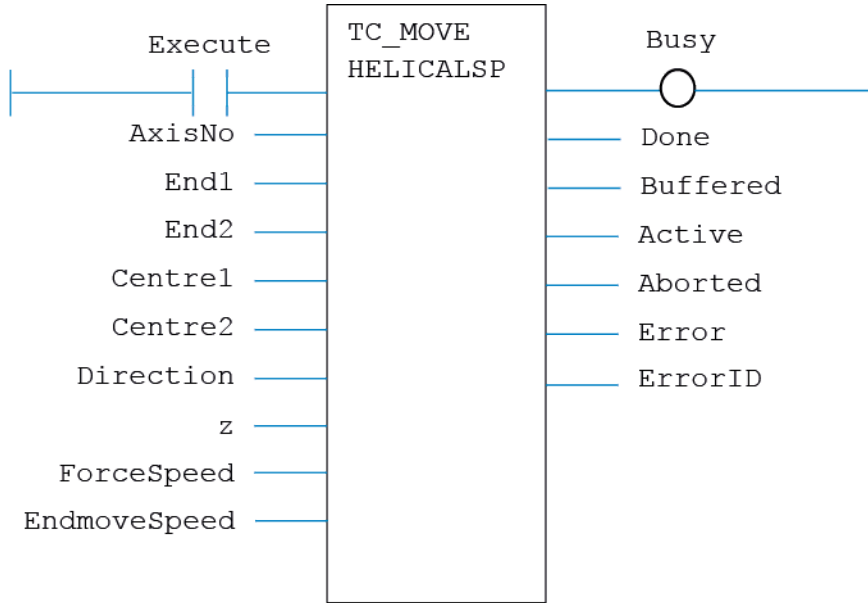 Execute
TC_MOVE
HELICALSP
Busy
AxisNo
Done
End1
Buffered
End2
Active
Centre1
Aborted
Centre2
Error
Direction
ErrorID
z
ForceSpeed
EndmoveSpeed